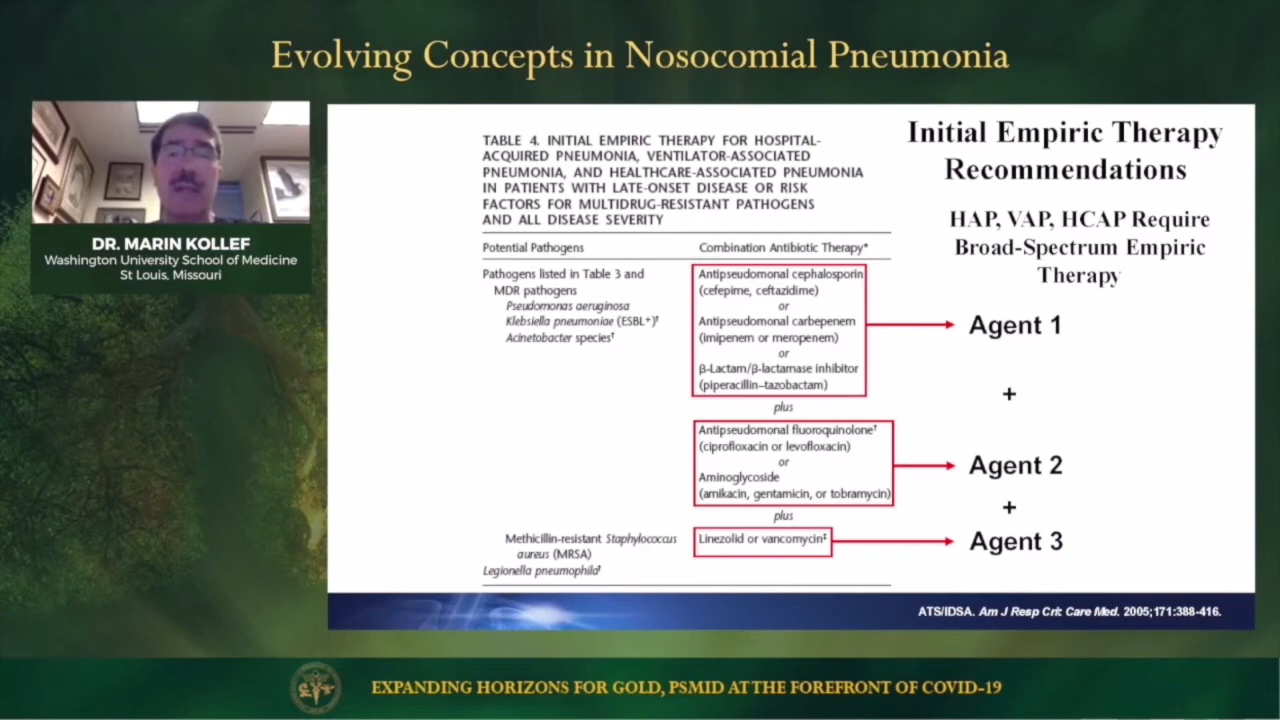 Evolving Concepts in Nosocomial Pneumonia
DR. MARIN KOLLEF
Washington University School of Medicine
St Louis, Missouri
TABLE 4. INITIAL EMPIRIC THERAPY FOR HOSPITAL-
ACQUIRED PNEUMONIA, VENTILATOR-ASSOCIATED
PNEUMONIA, AND HEALTHCARE-ASSOCIATED PNEUMONIA
IN PATIENTS WITH LATE-ONSET DISEASE OR RISK
FACTORS FOR MULTIDRUG-RESISTANT PATHOGENS
AND ALL DISEASE SEVERITY
Potential Pathogens
Combination Antibiotic Therapy*
Pathogens listed in Table 3 and
MDR pathogens
Pseudomonas aeruginosa
Klebsiella pneumoniae (ESBL⁺)†
Acinetobacter species†
Antipseudomonal cephalosporin
(cefepime, ceftazidime)
or
Antipseudomonal carbepenem
(imipenem or meropenem)
or
β-Lactam/β-lactamase inhibitor
(piperacillin–tazobactam)
plus
Antipseudomonal fluoroquinolone†
(ciprofloxacin or levofloxacin)
or
Aminoglycoside
(amikacin, gentamicin, or tobramycin)
plus
Methicillin-resistant Staphylococcus
aureus (MRSA)
Legionella pneumophila†
Linezolid or vancomycin‡
Initial Empiric Therapy
Recommendations
HAP, VAP, HCAP Require
Broad-Spectrum Empiric
Therapy
Agent 1
+
Agent 2
+
Agent 3
ATS/IDSA. Am J Resp Crit Care Med. 2005;171:388-416.
EXPANDING HORIZONS FOR GOLD, PSMID AT THE FOREFRONT OF COVID-19